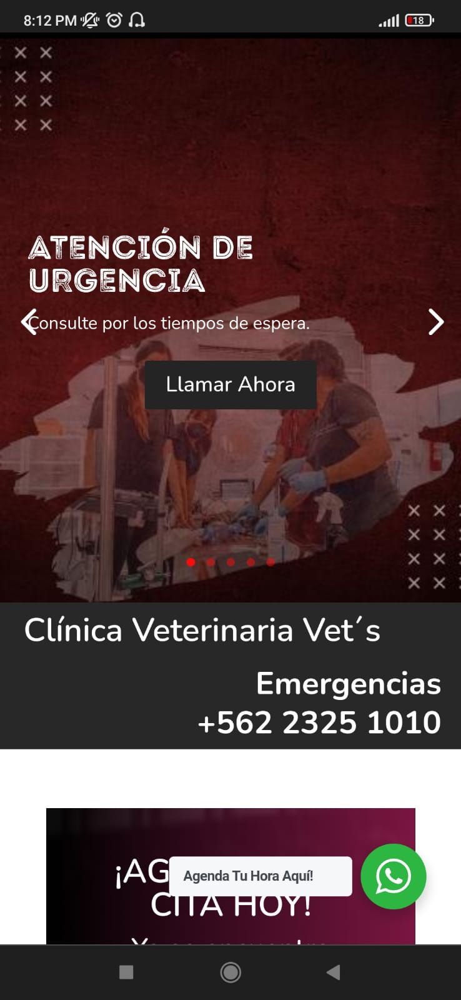 8:12 PM
18
ATENCIÓN DE
URGENCIA
Consulte por los tiempos de espera.
Llamar Ahora
Clínica Veterinaria Vet´s
Emergencias
+562 2325 1010
Agenda Tu Hora Aquí!
CITA HOY!